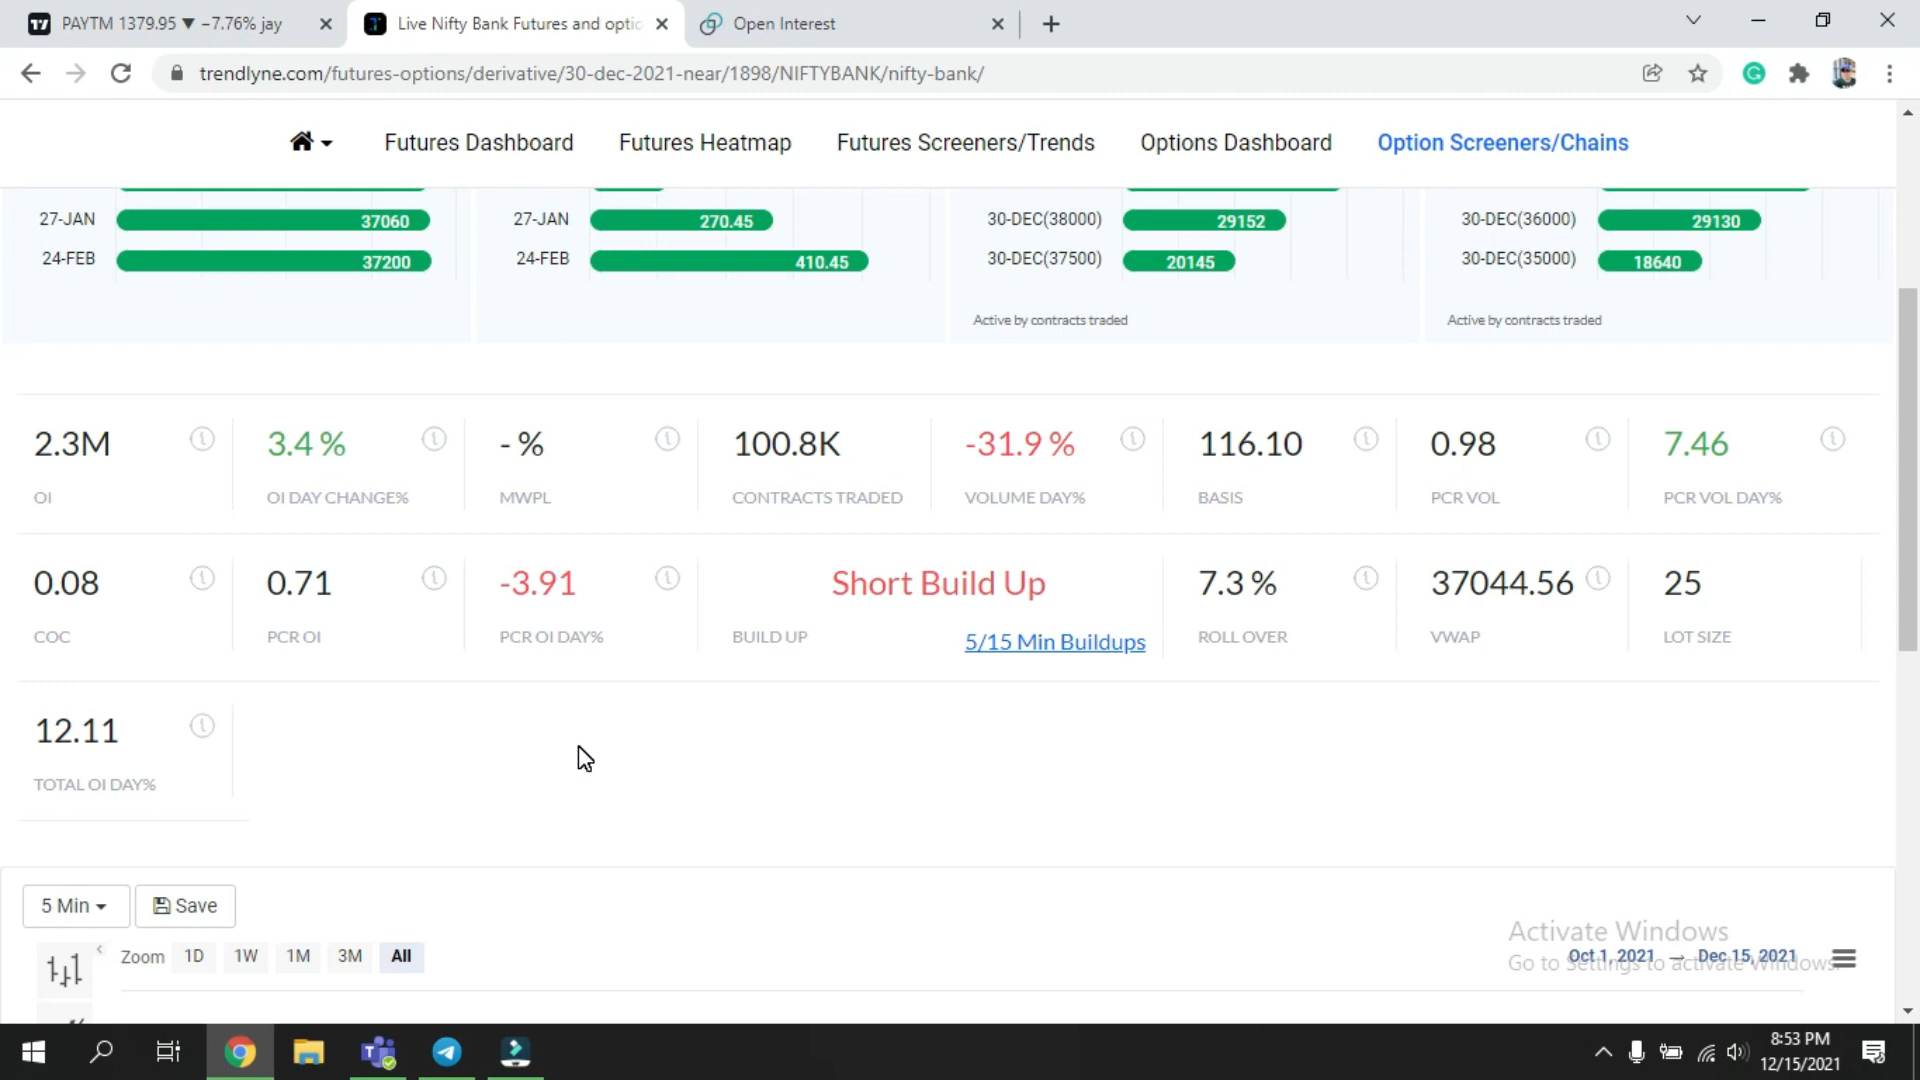 PAYTM 1379.95 ▼ −7.76% jay
Live Nifty Bank Futures and optio
Open Interest
trendlyne.com/futures-options/derivative/30-dec-2021-near/1898/NIFTYBANK/nifty-bank/
Futures Dashboard
Futures Heatmap
Futures Screeners/Trends
Options Dashboard
Option Screeners/Chains
27-JAN 37060
24-FEB 37200
27-JAN 270.45
24-FEB 410.45
30-DEC(38000) 29152
30-DEC(37500) 20145
Active by contracts traded
30-DEC(36000) 29130
30-DEC(35000) 18640
Active by contracts traded
2.3M
OI
3.4 %
OI DAY CHANGE%
- %
MWPL
100.8K
CONTRACTS TRADED
-31.9 %
VOLUME DAY%
116.10
BASIS
0.98
PCR VOL
7.46
PCR VOL DAY%
0.08
COC
0.71
PCR OI
-3.91
PCR OI DAY%
Short Build Up
BUILD UP
5/15 Min Buildups
7.3 %
ROLL OVER
37044.56
VWAP
25
LOT SIZE
12.11
TOTAL OI DAY%
5 Min
Save
Zoom 1D 1W 1M 3M All
Oct 1, 2021 → Dec 15, 2021
Activate Windows
Go to Settings to activate Windows.
8:53 PM
12/15/2021